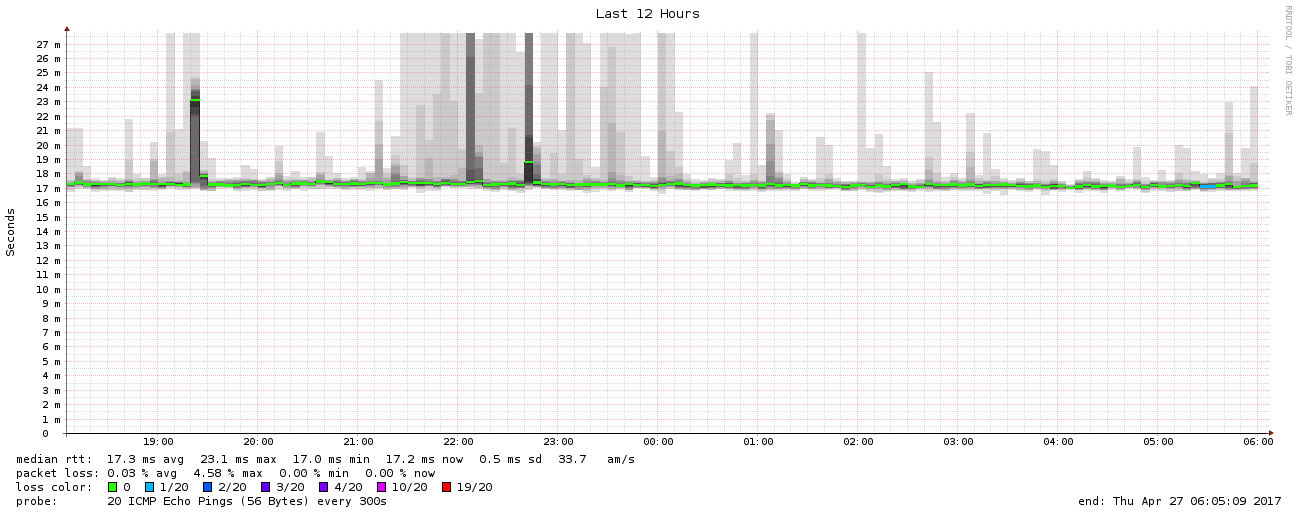 Last 12 Hours
RRDTOOL / TOBI OETIKER
Seconds
27 m
26 m
25 m
24 m
23 m
22 m
21 m
20 m
19 m
18 m
17 m
16 m
15 m
14 m
13 m
12 m
11 m
10 m
9 m
8 m
7 m
6 m
5 m
4 m
3 m
2 m
1 m
0
19:00 20:00 21:00 22:00 23:00 00:00 01:00 02:00 03:00 04:00 05:00 06:00
median rtt: 17.3 ms avg 23.1 ms max 17.0 ms min 17.2 ms now 0.5 ms sd 33.7 am/s
packet loss: 0.03 % avg 4.58 % max 0.00 % min 0.00 % now
loss color: 0 1/20 2/20 3/20 4/20 10/20 19/20
probe: 20 ICMP Echo Pings (56 Bytes) every 300s
end: Thu Apr 27 06:05:09 2017